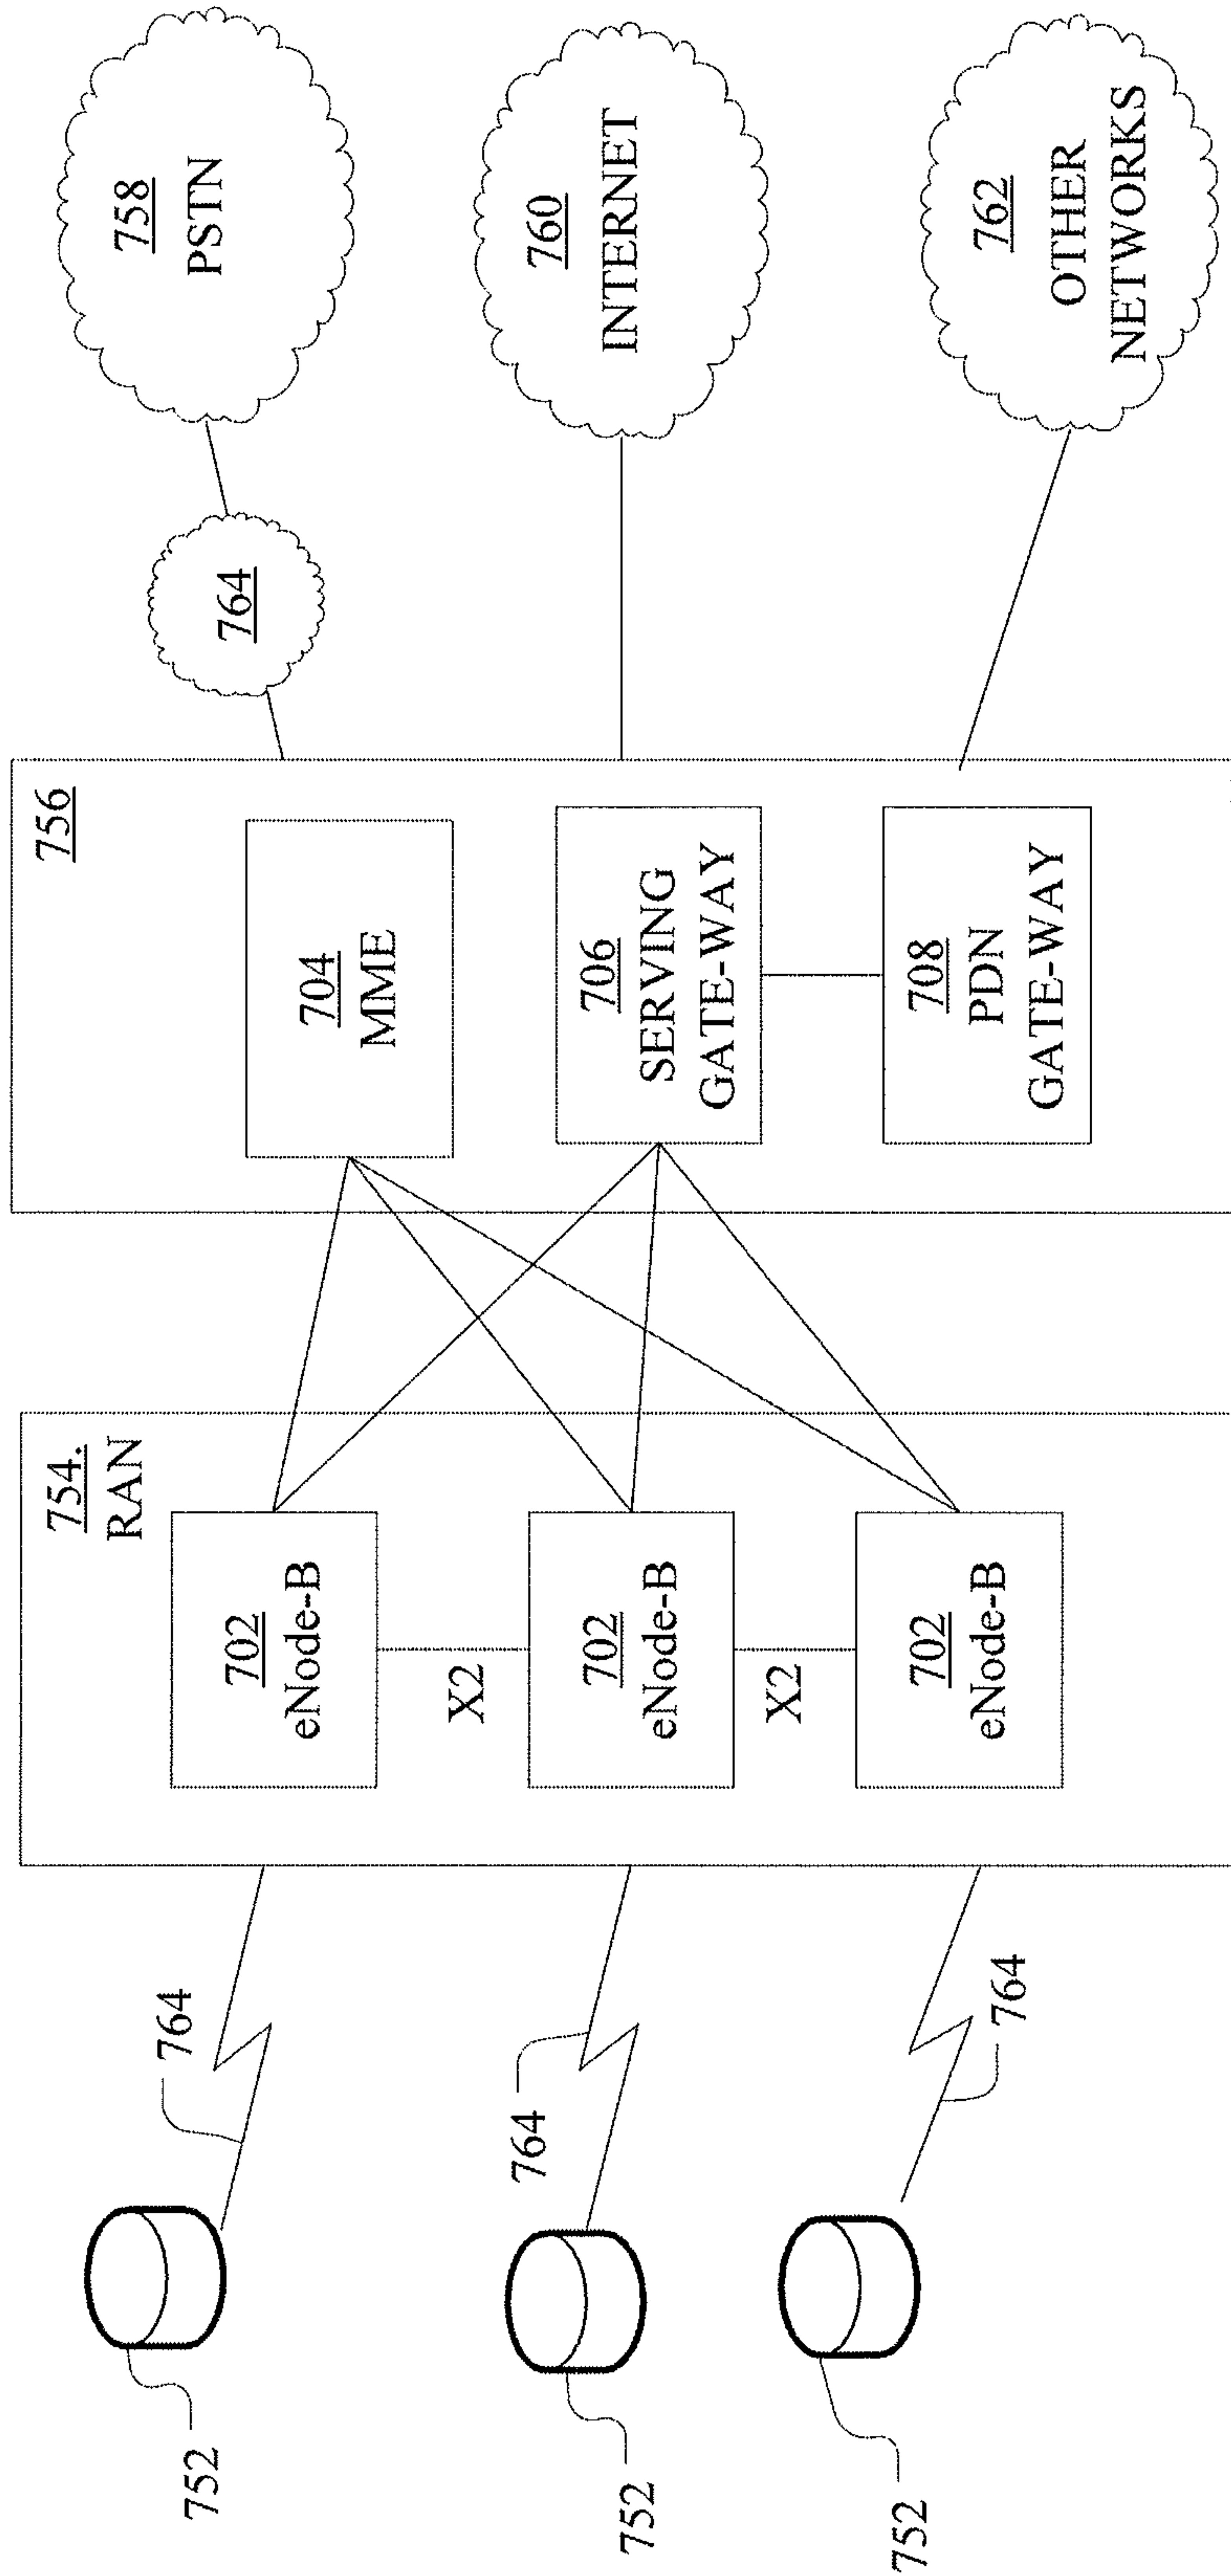 752
752
752
764
764
764
754.
RAN
702
eNode-B
X2
702
eNode-B
X2
702
eNode-B
756
704
MME
706
SERVING
GATE-WAY
708
PDN
GATE-WAY
764
758
PSTN
760
INTERNET
762
OTHER
NETWORKS